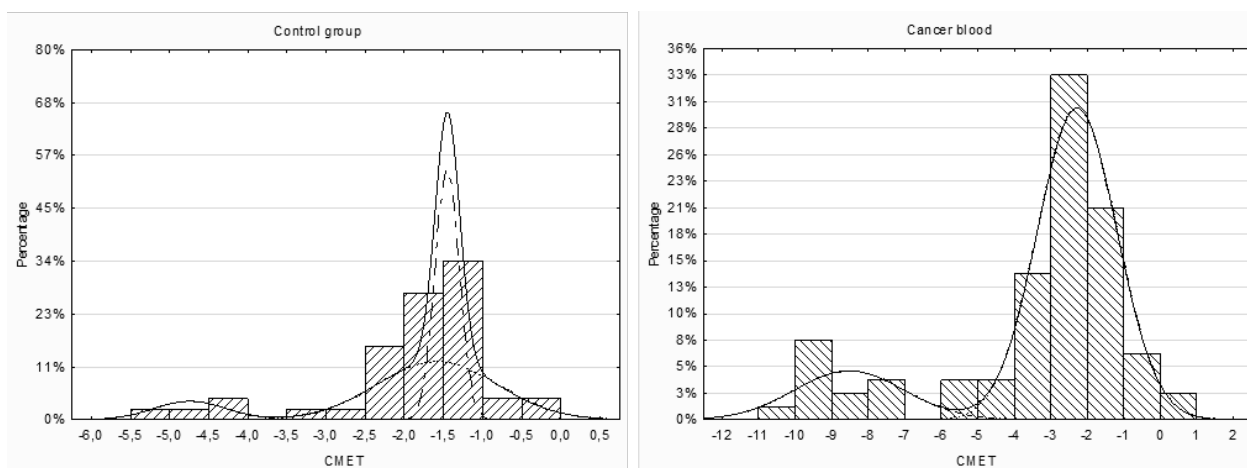 Control group
80%
68%
57%
45%
34%
23%
11%
0%
Percentage
-6,0 -5,5 -5,0 -4,5 -4,0 -3,5 -3,0 -2,5 -2,0 -1,5 -1,0 -0,5 0,0 0,5
CMET
Cancer blood
36%
33%
31%
28%
26%
23%
21%
18%
15%
13%
10%
8%
5%
3%
0%
Percentage
-12 -11 -10 -9 -8 -7 -6 -5 -4 -3 -2 -1 0 1 2
CMET